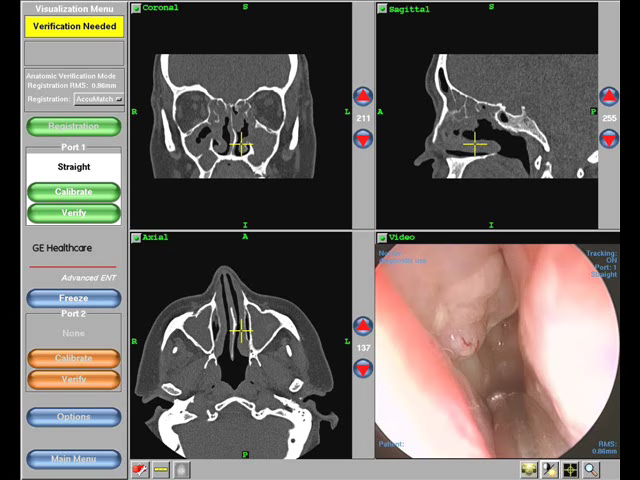 Visualization Menu
Verification Needed
Anatomic Verification Mode
Registration RMS: 0.86mm
Registration: AccuMatch
Registration
Port 1
Straight
Calibrate
Verify
GE Healthcare
Advanced ENT
Freeze
Port 2
None
Calibrate
Verify
Options
Main Menu
Coronal
S
R
L
I
211
Sagittal
S
A
P
I
255
Axial
A
R
L
P
137
Video
Tracking:
ON
Port: 1
Straight
Patient:
RMS:
0.86mm